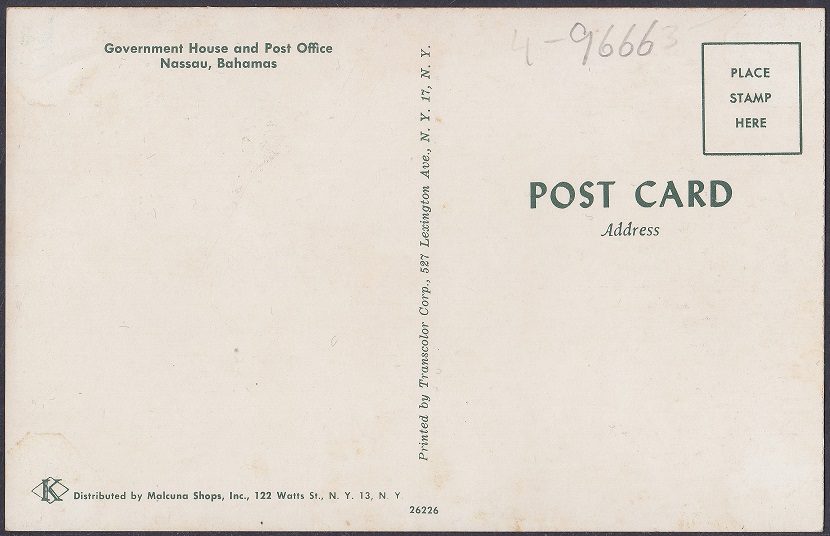 Government House and Post Office
Nassau, Bahamas
4-96663
PLACE
STAMP
HERE
POST CARD
Address
Printed by Transcolor Corp., 527 Lexington Ave., N. Y. 17, N. Y.
K Distributed by Malcuna Shops, Inc., 122 Watts St., N. Y. 13, N. Y.
26226